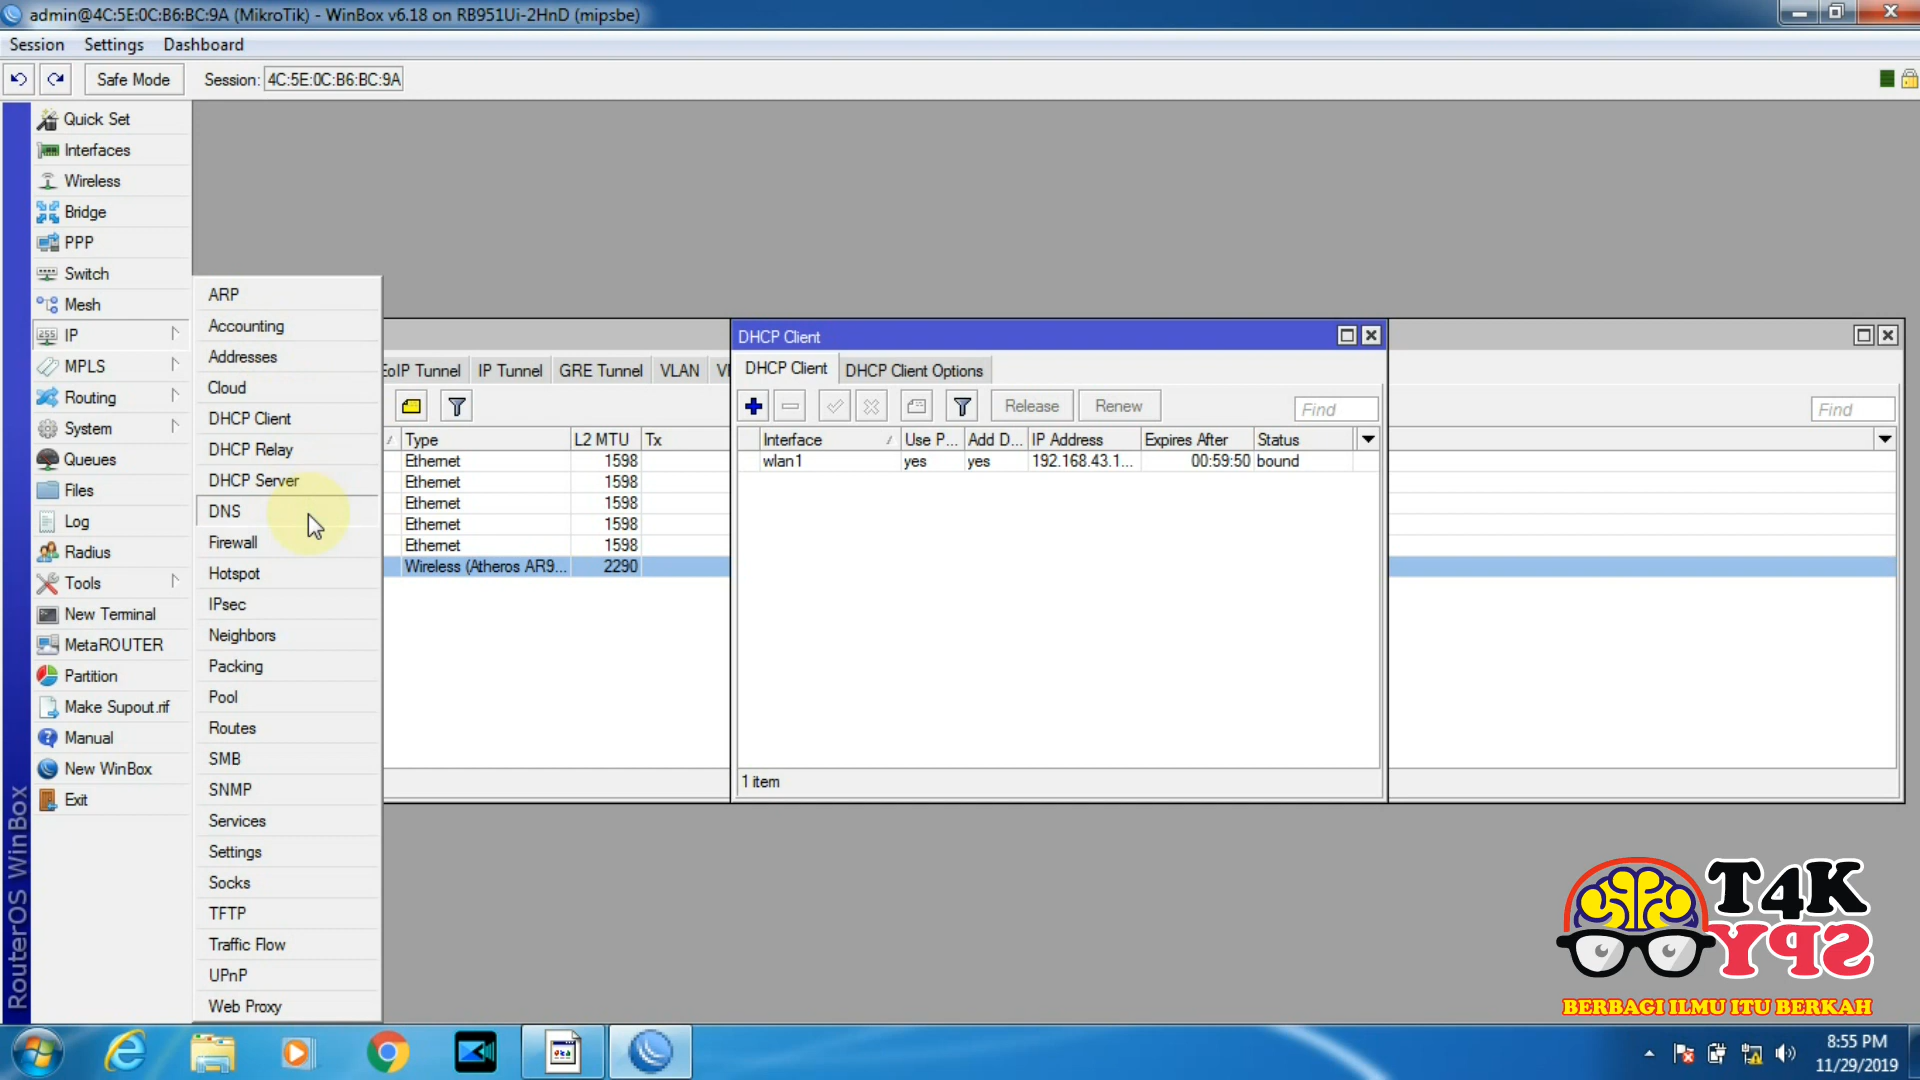 admin@4C:5E:0C:B6:BC:9A (MikroTik) - WinBox v6.18 on RB951Ui-2HnD (mipsbe)
Session Settings Dashboard
Safe Mode Session: 4C:5E:0C:B6:BC:9A
Quick Set
Interfaces
Wireless
Bridge
PPP
Switch
Mesh
IP
MPLS
Routing
System
Queues
Files
Log
Radius
Tools
New Terminal
MetaROUTER
Partition
Make Supout.rif
Manual
New WinBox
Exit
RouterOS WinBox
ARP
Accounting
Addresses
Cloud
DHCP Client
DHCP Relay
DHCP Server
DNS
Firewall
Hotspot
IPsec
Neighbors
Packing
Pool
Routes
SMB
SNMP
Services
Settings
Socks
TFTP
Traffic Flow
UPnP
Web Proxy
EoIP Tunnel IP Tunnel GRE Tunnel VLAN
Find
Type L2 MTU Tx
Ethernet 1598
Ethernet 1598
Ethernet 1598
Ethernet 1598
Ethernet 1598
Wireless (Atheros AR9... 2290
DHCP Client
DHCP Client DHCP Client Options
Release Renew Find
Interface Use P... Add D... IP Address Expires After Status
wlan1 yes yes 192.168.43.1... 00:59:50 bound
1 item
T4K
SPY
BERBAGI ILMU ITU BERKAH
8:55 PM
11/29/2019